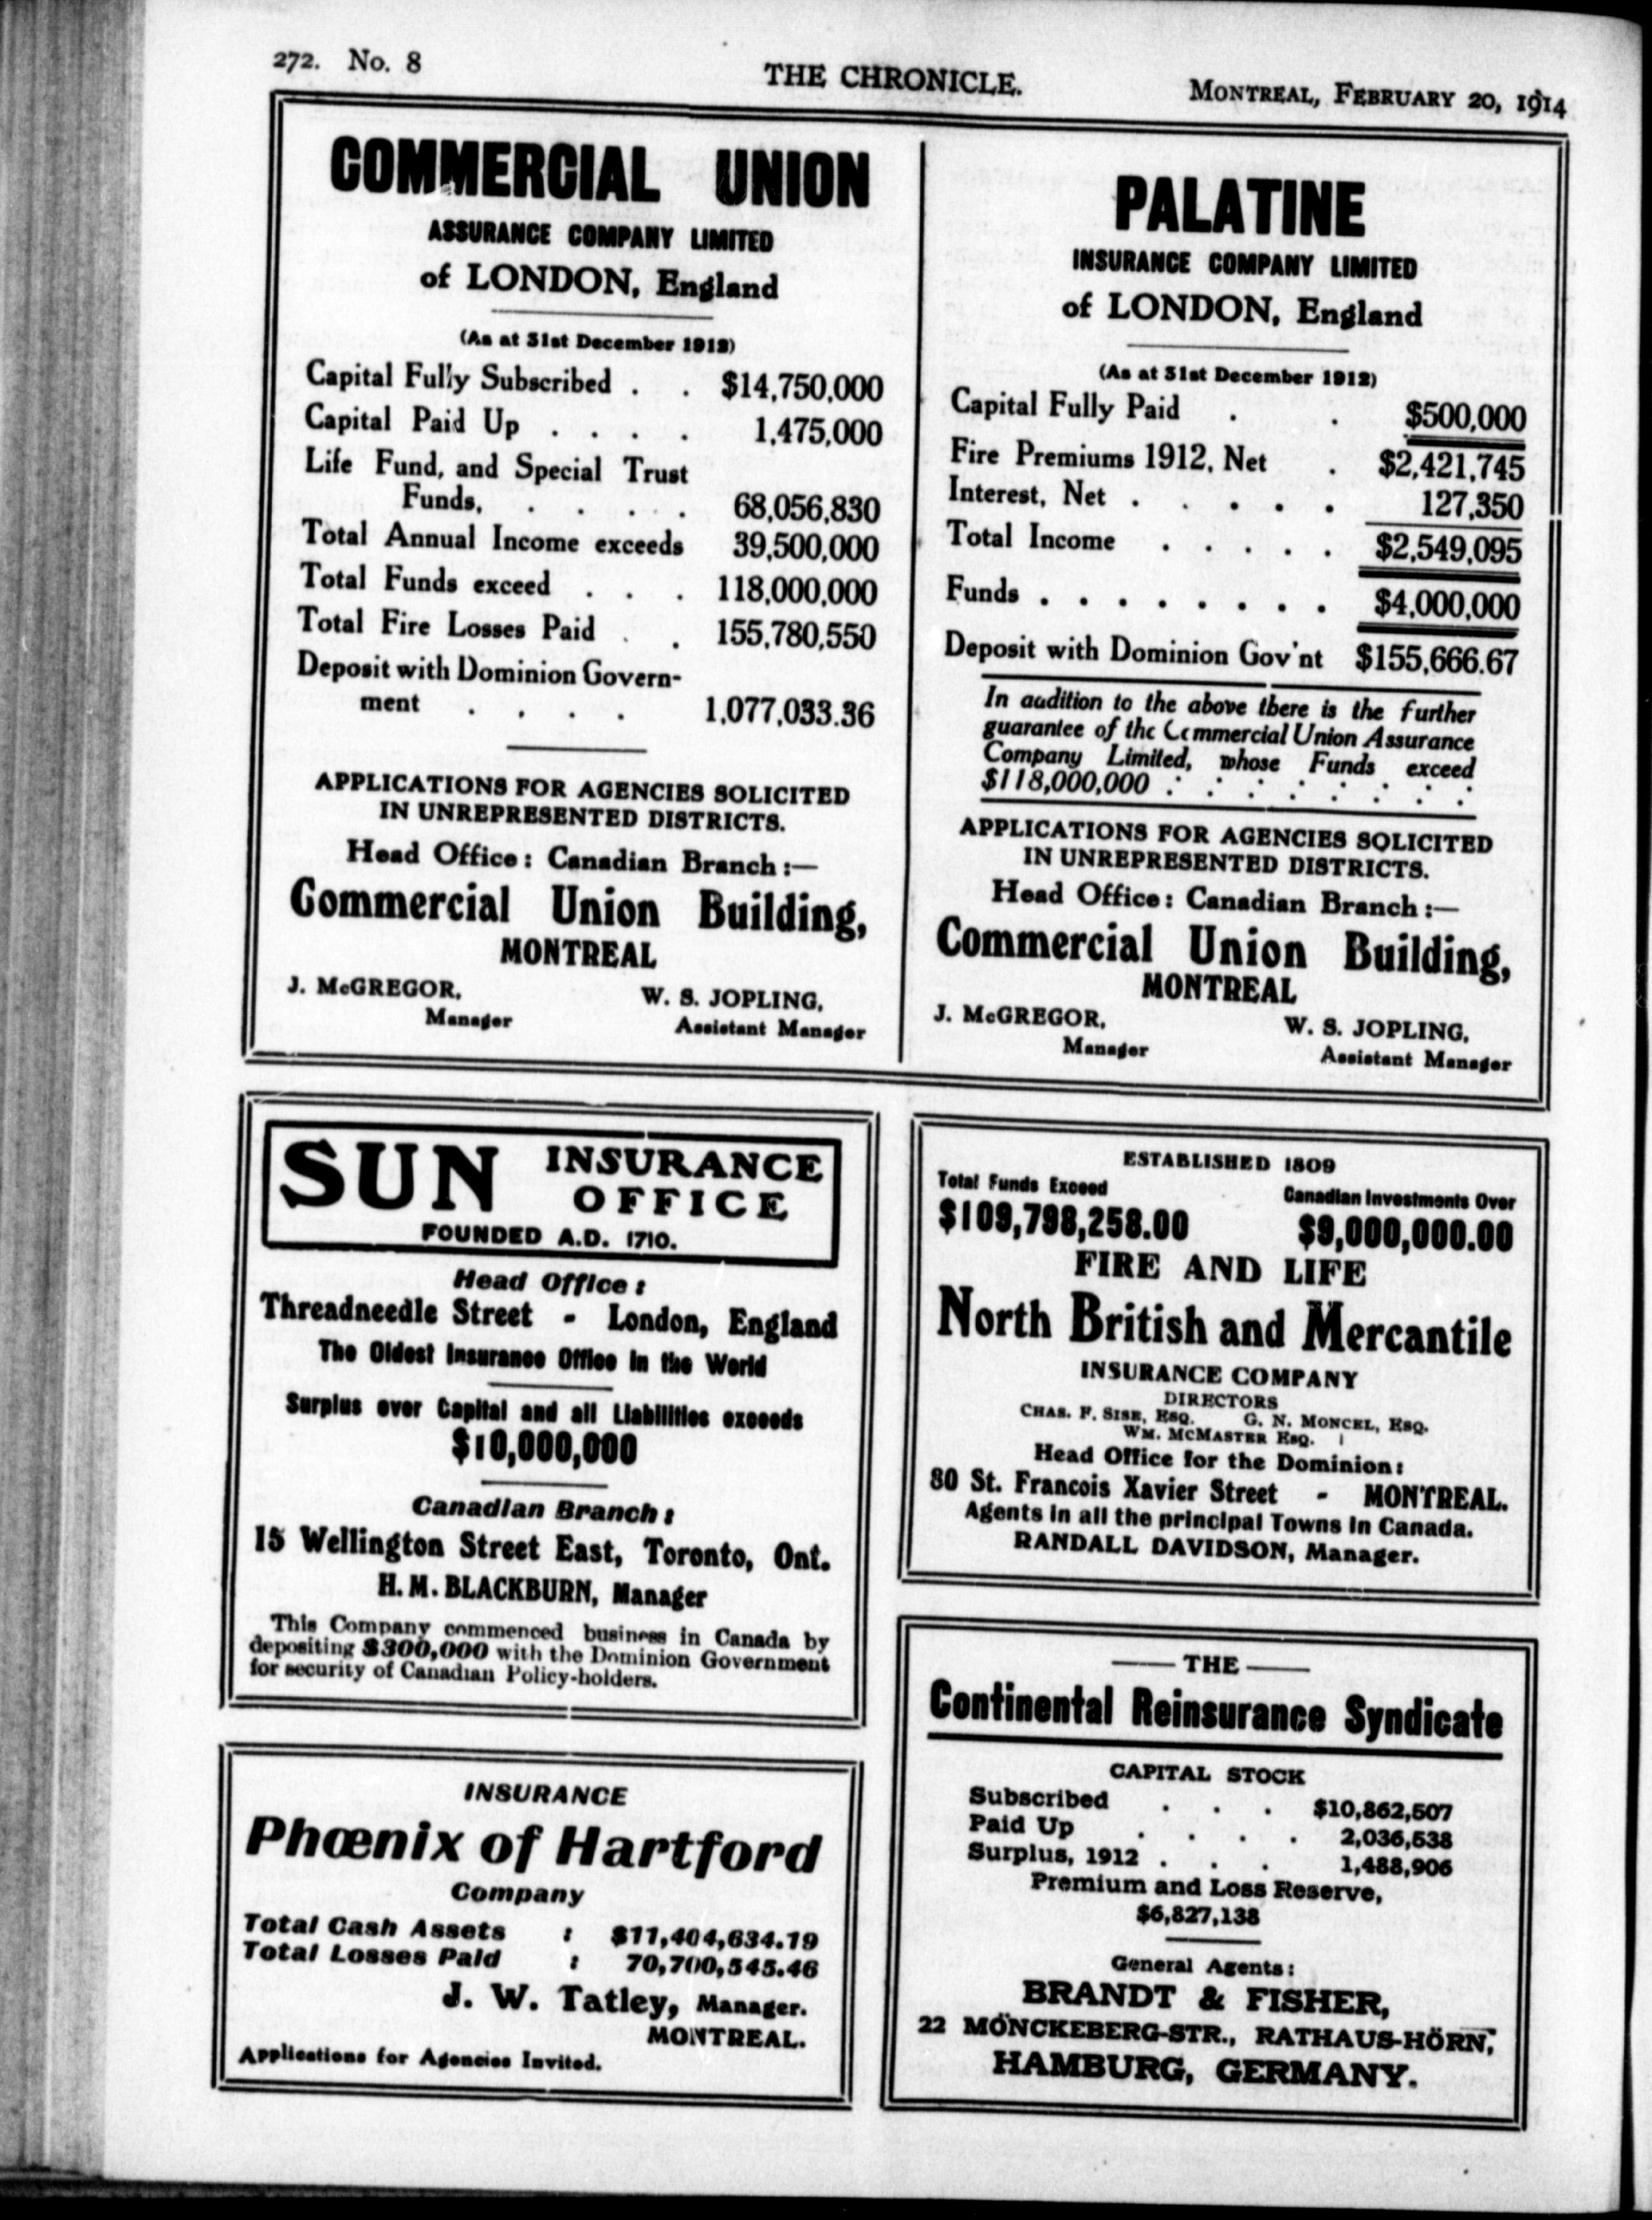 272. No. 8
THE CHRONICLE.
MONTREAL, FEBRUARY 20, 1914
COMMERCIAL UNION
ASSURANCE COMPANY LIMITED
of LONDON, England
(As at 31st December 1912)
Capital Fully Subscribed . . $14,750,000
Capital Paid Up . . . . 1,475,000
Life Fund, and Special Trust
Funds, . . . . 68,056,830
Total Annual Income exceeds 39,500,000
Total Funds exceed . . . 118,000,000
Total Fire Losses Paid . . 155,780,550
Deposit with Dominion Govern-
ment . . . . 1,077,033.36
APPLICATIONS FOR AGENCIES SOLICITED
IN UNREPRESENTED DISTRICTS.
Head Office: Canadian Branch:—
Commercial Union Building,
MONTREAL
J. McGREGOR,
Manager
W. S. JOPLING,
Assistant Manager
PALATINE
INSURANCE COMPANY LIMITED
of LONDON, England
(As at 31st December 1912)
Capital Fully Paid . . $500,000
Fire Premiums 1912, Net . $2,421,745
Interest, Net . . . . . 127,350
Total Income . . . . . $2,549,095
Funds . . . . . . . . $4,000,000
Deposit with Dominion Gov'nt $155,666.67
In addition to the above there is the further
guarantee of the Commercial Union Assurance
Company Limited, whose Funds exceed
$118,000,000 : : : : : : : :
APPLICATIONS FOR AGENCIES SOLICITED
IN UNREPRESENTED DISTRICTS.
Head Office: Canadian Branch:—
Commercial Union Building,
MONTREAL
J. McGREGOR,
Manager
W. S. JOPLING,
Assistant Manager
SUN INSURANCE
OFFICE
FOUNDED A.D. 1710.
Head Office:
Threadneedle Street - London, England
The Oldest Insurance Office in the World
Surplus over Capital and all Liabilities exceeds
$10,000,000
Canadian Branch:
15 Wellington Street East, Toronto, Ont.
H. M. BLACKBURN, Manager
This Company commenced business in Canada by
depositing $300,000 with the Dominion Government
for security of Canadian Policy-holders.
ESTABLISHED 1809
Total Funds Exceed
Canadian Investments Over
$109,798,258.00 $9,000,000.00
FIRE AND LIFE
North British and Mercantile
INSURANCE COMPANY
DIRECTORS
CHAS. F. SISE, ESQ. G. N. MONCEL, ESQ.
WM. MCMASTER ESQ.
Head Office for the Dominion:
80 St. Francois Xavier Street - MONTREAL.
Agents in all the principal Towns in Canada.
RANDALL DAVIDSON, Manager.
INSURANCE
Phœnix of Hartford
Company
Total Cash Assets : $11,404,634.19
Total Losses Paid : 70,700,545.46
J. W. Tatley, Manager.
MONTREAL.
Applications for Agencies Invited.
THE
Continental Reinsurance Syndicate
CAPITAL STOCK
Subscribed . . . $10,862,507
Paid Up . . . . 2,036,538
Surplus, 1912 . . . 1,488,906
Premium and Loss Reserve,
$6,827,138
General Agents:
BRANDT & FISHER,
22 MÖNCKEBERG-STR., RATHAUS-HÖRN,
HAMBURG, GERMANY.